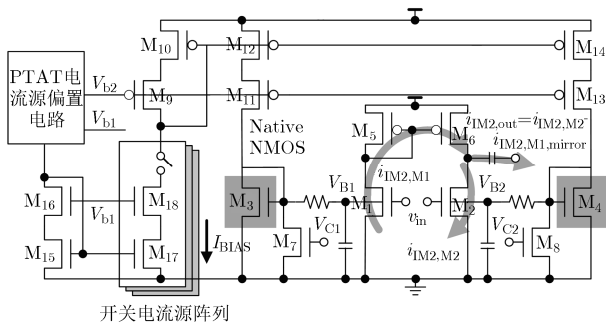 M10
M12
M14
PTAT电
流源偏置
电路
Vb2
M9
M11
M13
Vb1
Native
NMOS
M5
M6
iIM2,out=iIM2,M2-
iIM2,M1,mirror
iIM2,M1
M16
Vb1
M18
M3
VB1
M1
vin
M2
VB2
M4
M15
M17
IBIAS
M7
VC1
iIM2,M2
VC2
M8
开关电流源阵列